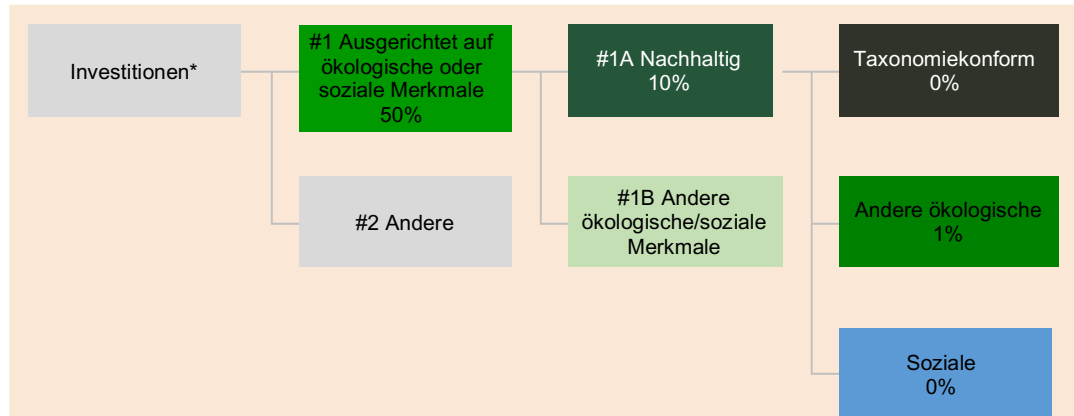 Investitionen*
#1 Ausgerichtet auf
ökologische oder
soziale Merkmale
50%
#1A Nachhaltig
10%
Taxonomiekonform
0%
#2 Andere
#1B Andere
ökologische/soziale
Merkmale
Andere ökologische
1%
Soziale
0%